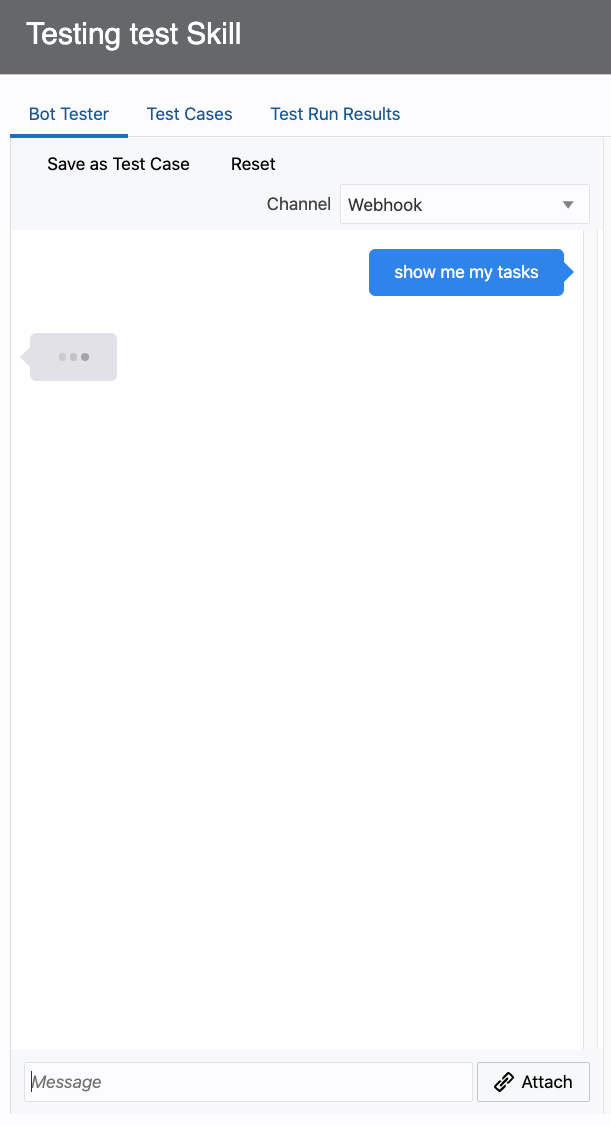 Testing test Skill
Bot Tester Test Cases Test Run Results
Save as Test Case Reset
Channel Webhook
show me my tasks
Message Attach